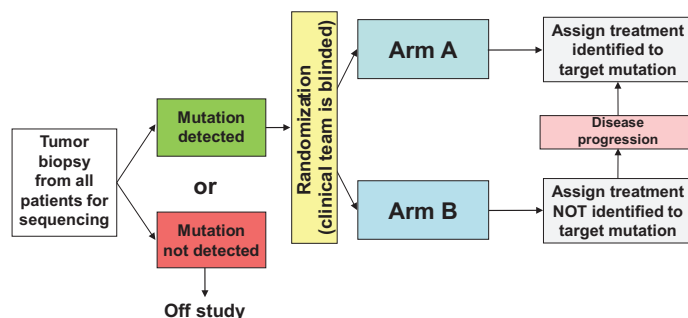 Tumor
biopsy
from all
patients for
sequencing
Mutation
detected
or
Mutation
not detected
Off study
Randomization
(clinical team is blinded)
Arm A
Arm B
Assign treatment
identified to
target mutation
Disease
progression
Assign treatment
NOT identified to
target mutation